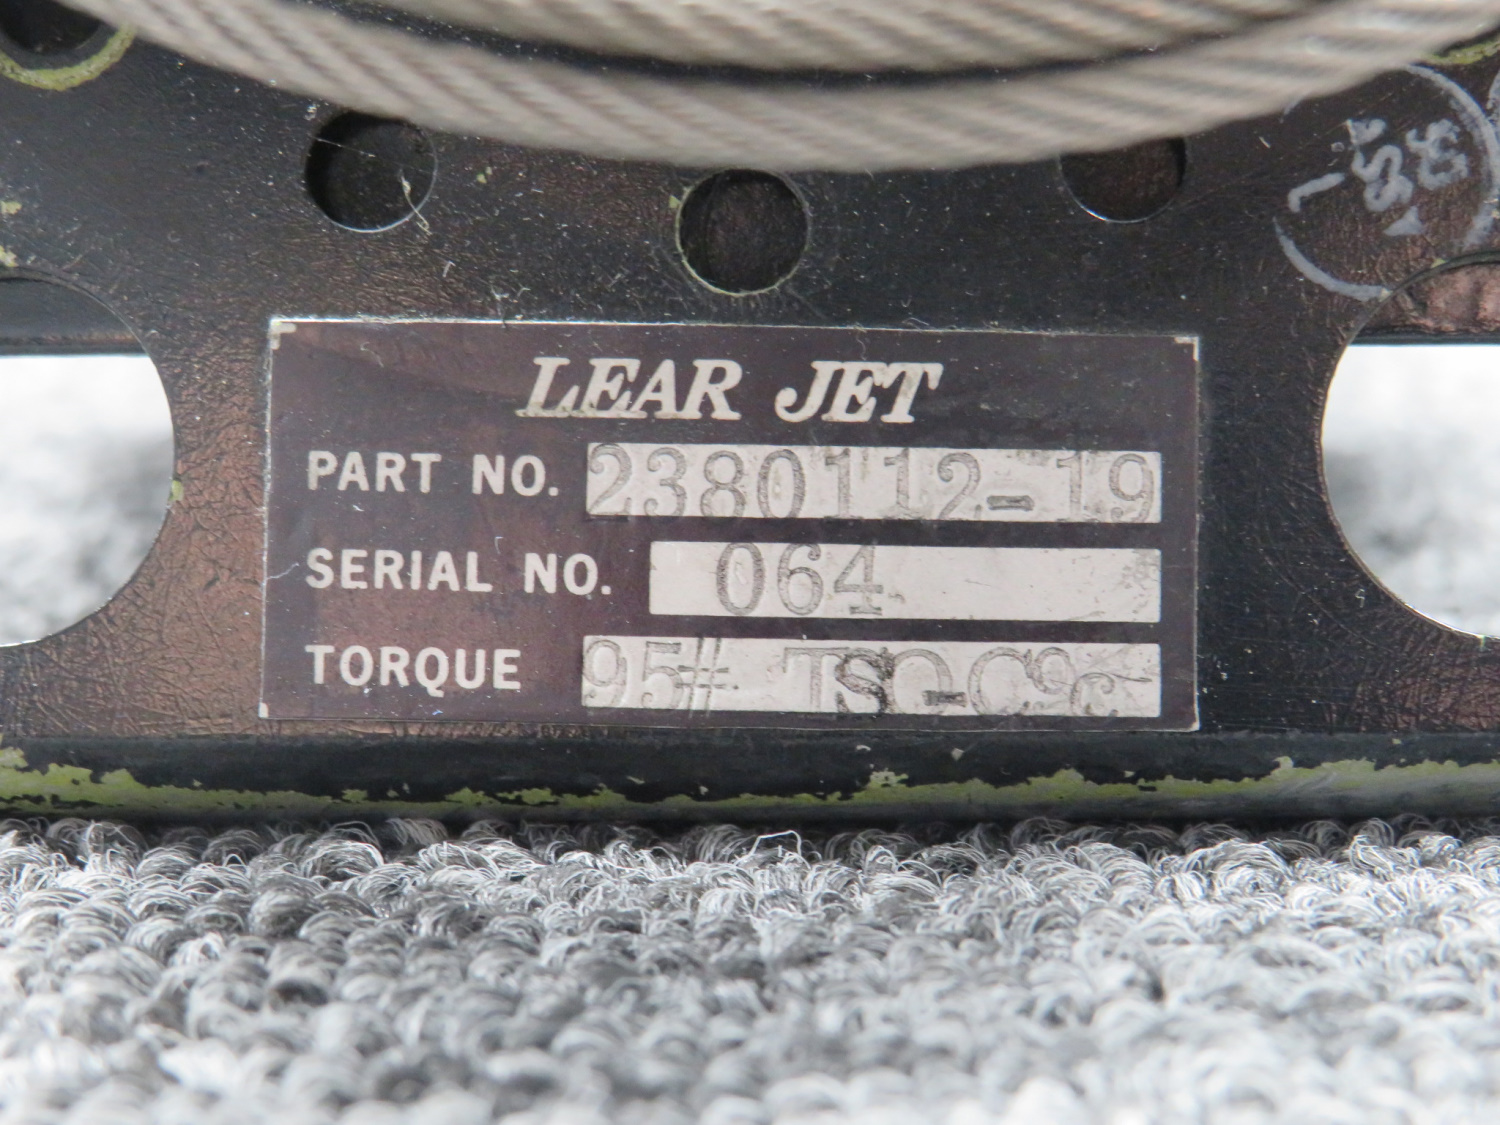 LEAR JET
PART NO. 2380112-19
SERIAL NO. 064
TORQUE 95# TSO-C9c